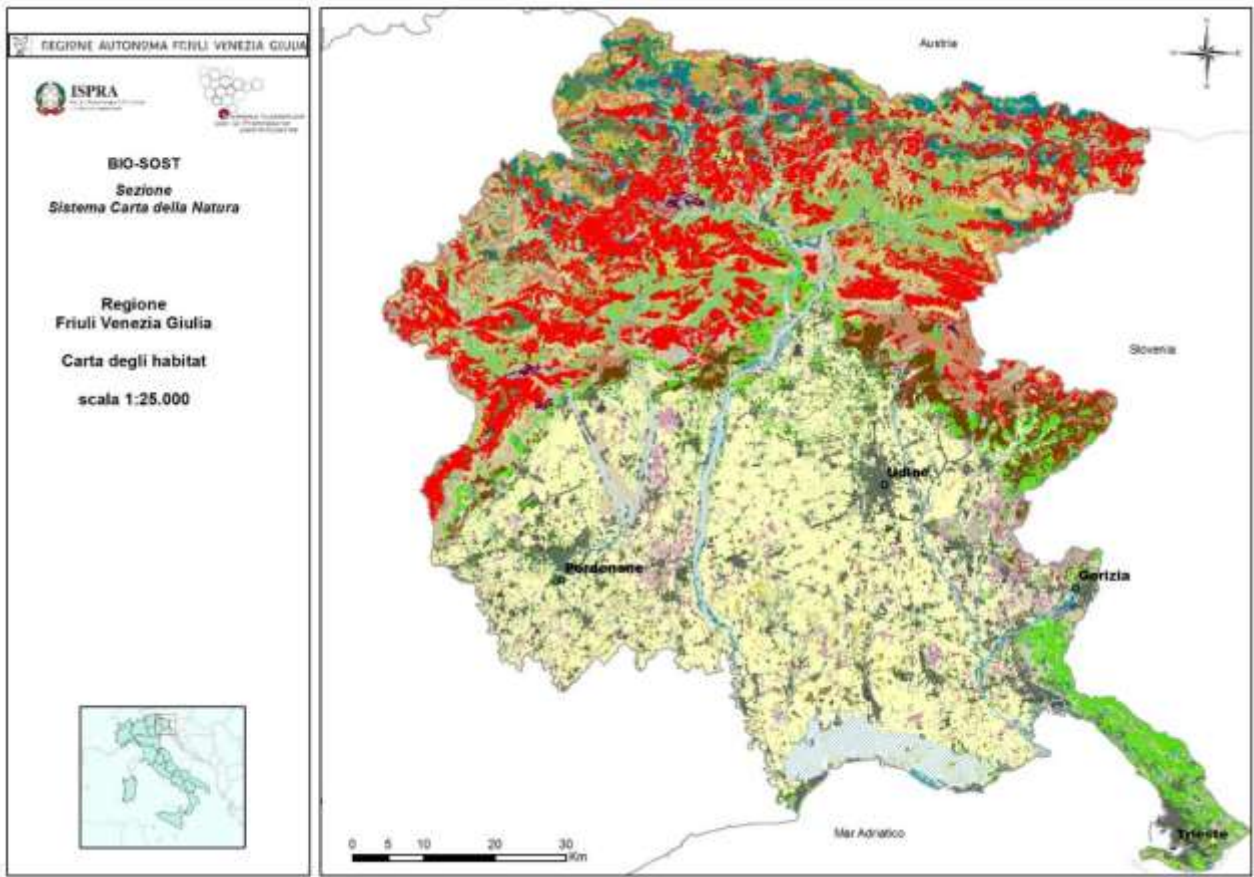 REGIONE AUTONOMA FRIULI VENEZIA GIULIA
ISPRA
BIO-SOST
Sezione
Sistema Carta della Natura
Regione
Friuli Venezia Giulia
Carta degli habitat
scala 1:25.000
Austria
Slovenia
Udine
Pordenone
Gorizia
Trieste
Mar Adriatico
0 5 10 20 30
Km